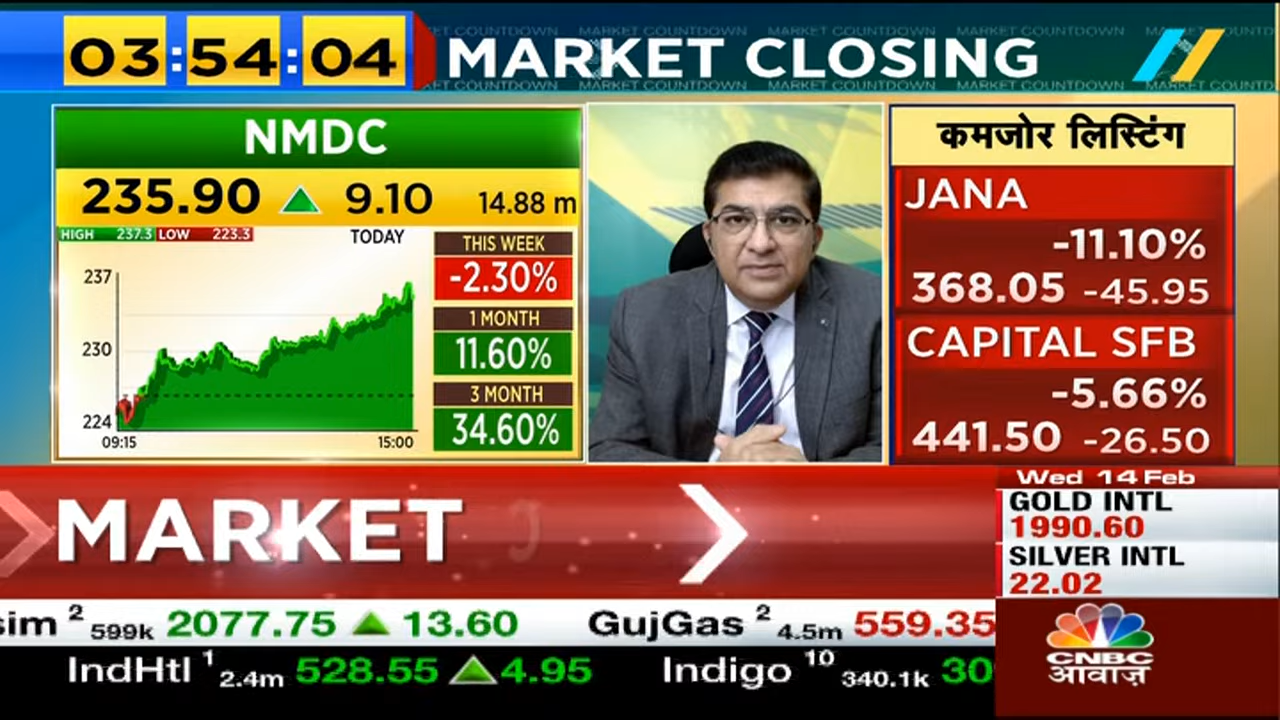 03:54:04 MARKET CLOSING
NMDC
235.90 ▲ 9.10 14.88 m
HIGH 237.3 LOW 223.3 TODAY
237
230
224
09:15 15:00
THIS WEEK
-2.30%
1 MONTH
11.60%
3 MONTH
34.60%
कमजोर लिस्टिंग
JANA
-11.10%
368.05 -45.95
CAPITAL SFB
-5.66%
441.50 -26.50
MARKET
Wed 14 Feb
GOLD INTL
1990.60
SILVER INTL
22.02
sim 2 599k 2077.75 ▲ 13.60 GujGas 2 4.5m 559.35
IndHtl 1 2.4m 528.55 ▲ 4.95 Indigo 10 340.1k 30
CNBC
आवाज़